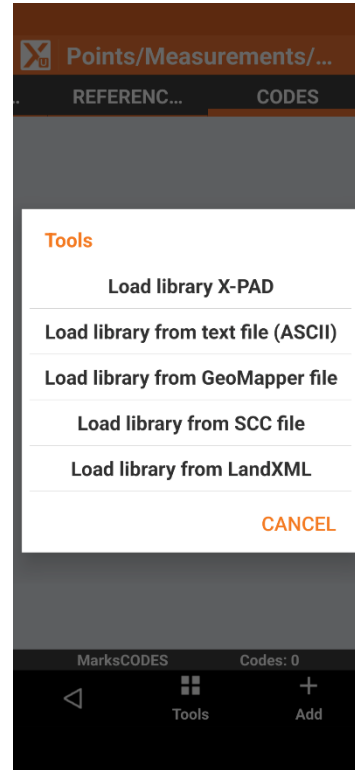 Xu Points/Measurements/...
.. REFERENC... CODES
Tools
Load library X-PAD
Load library from text file (ASCII)
Load library from GeoMapper file
Load library from SCC file
Load library from LandXML
CANCEL
MarksCODES Codes: 0
Tools Add